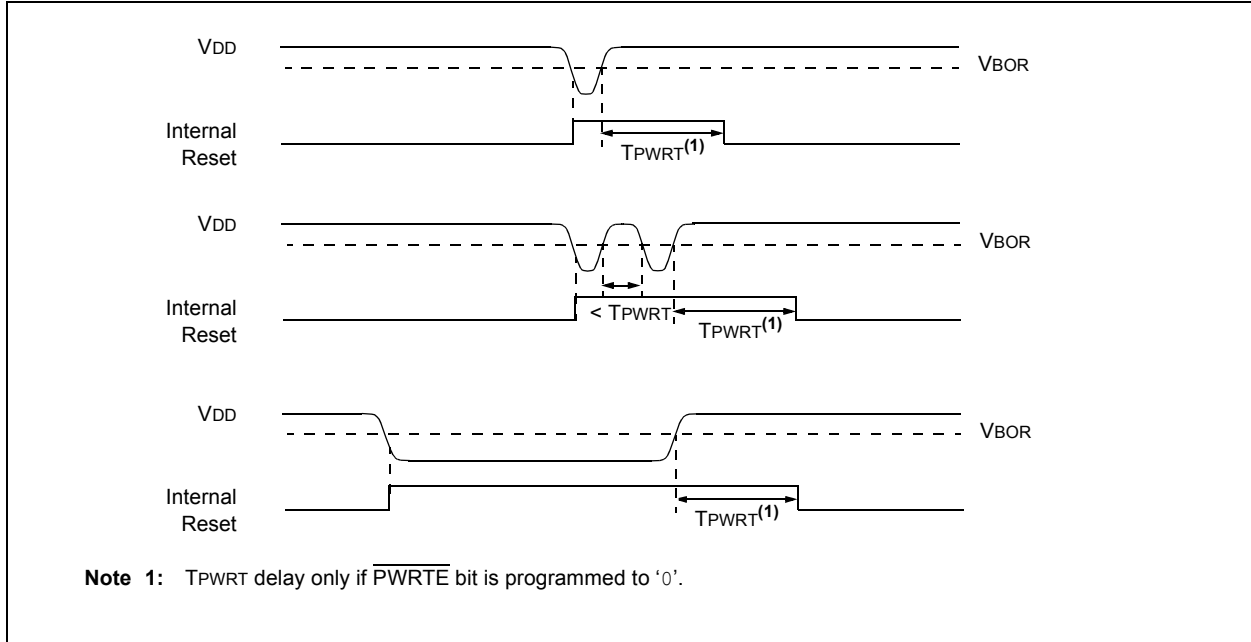 VDD
VBOR
Internal
Reset
TPWRT(1)
VDD
VBOR
Internal
Reset
< TPWRT
TPWRT(1)
VDD
VBOR
Internal
Reset
TPWRT(1)
Note 1: TPWRT delay only if PWRTE bit is programmed to ‘0’.